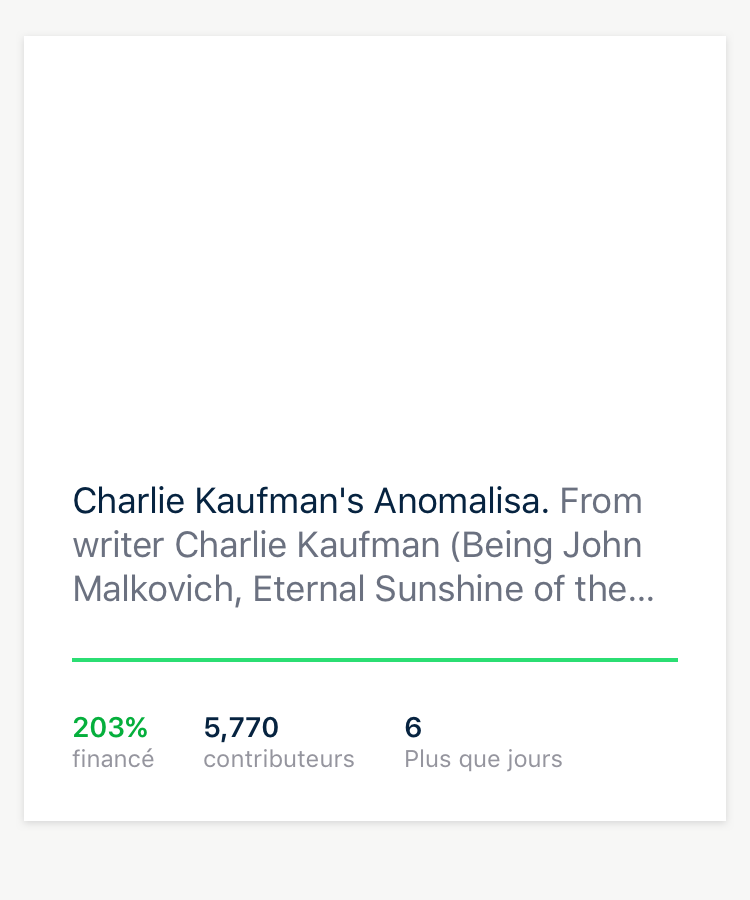 Charlie Kaufman's Anomalisa. From
writer Charlie Kaufman (Being John
Malkovich, Eternal Sunshine of the...
203% 5,770 6
financé contributeurs Plus que jours